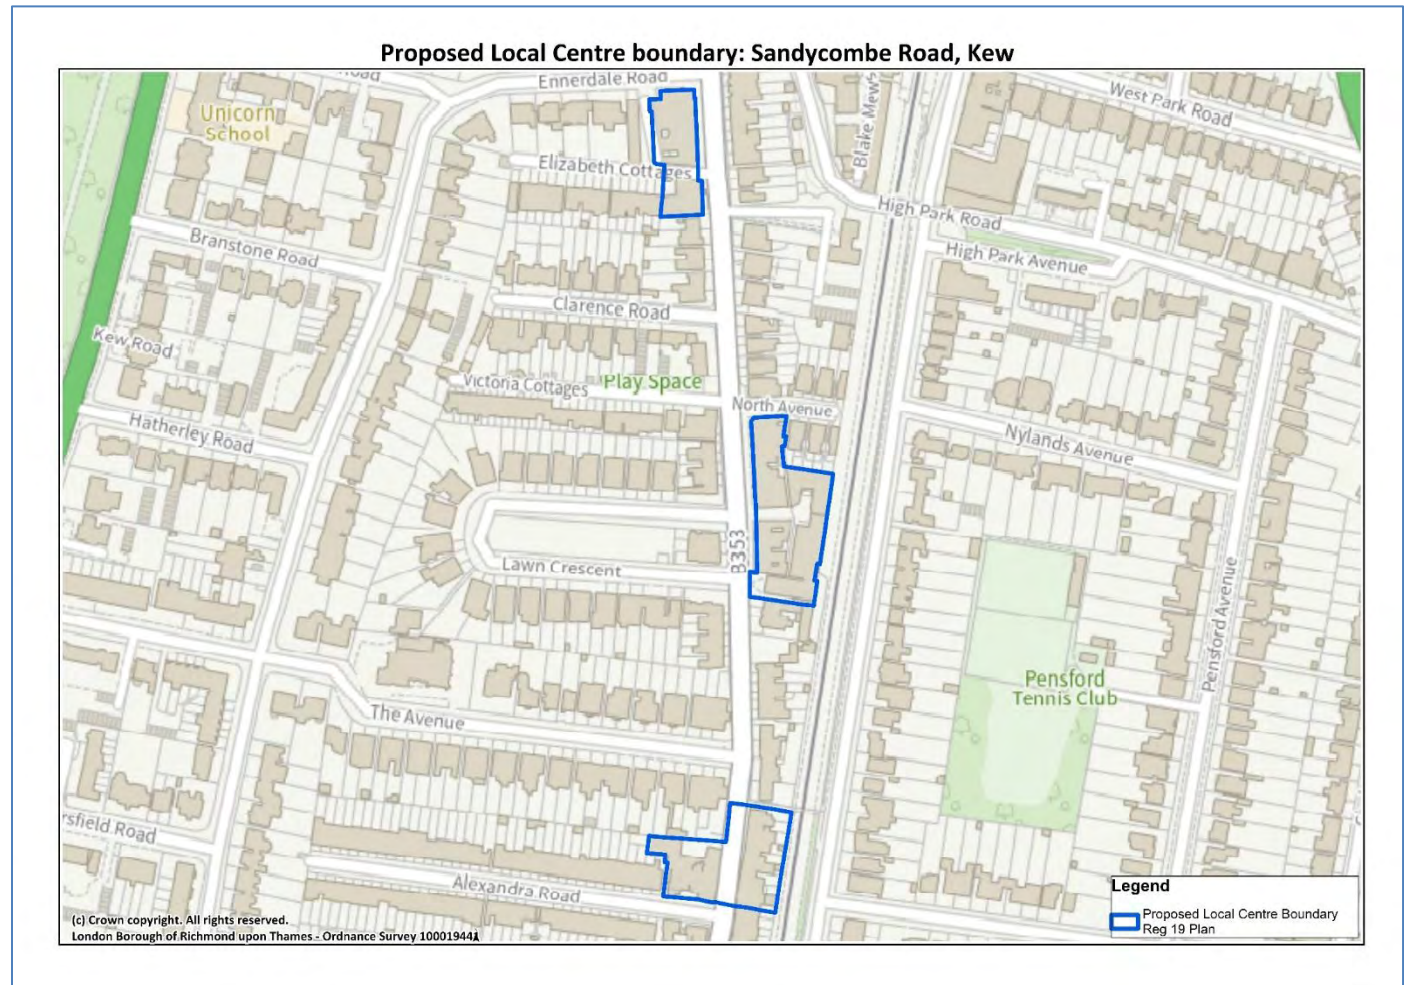 Proposed Local Centre boundary: Sandycombe Road, Kew
Road
Ennerdale Road
Unicorn
School
Elizabeth Cottages
Blake Mews
West Park Road
High Park Road
High Park Avenue
Branstone Road
Clarence Road
Kew Road
Victoria Cottages
Play Space
North Avenue
Hatherley Road
Nylands Avenue
B353
Lawn Crescent
Pensford Avenue
Pensford
Tennis Club
The Avenue
rsfield Road
Alexandra Road
Legend
Proposed Local Centre Boundary
Reg 19 Plan
(c) Crown copyright. All rights reserved.
London Borough of Richmond upon Thames - Ordnance Survey 100019441